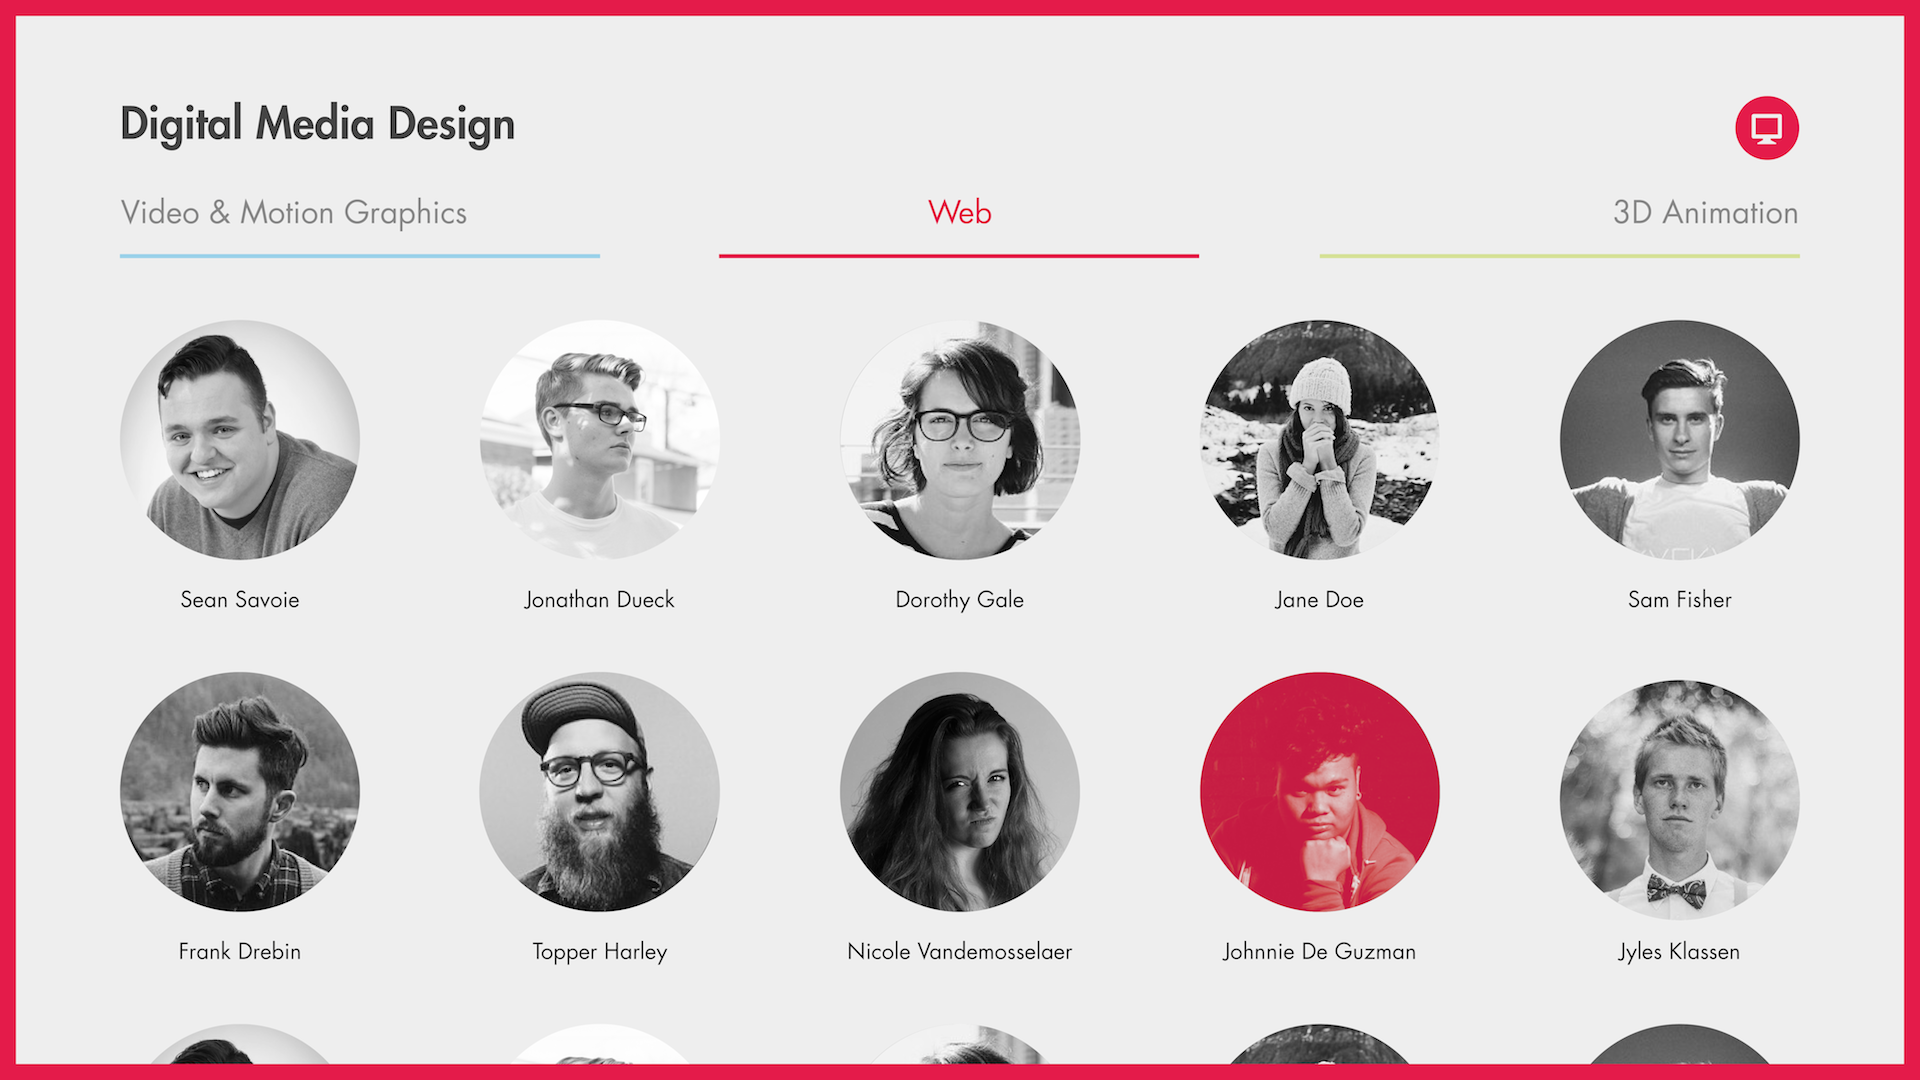 Digital Media Design
Video & Motion Graphics
Web
3D Animation
Sean Savoie
Jonathan Dueck
Dorothy Gale
Jane Doe
Sam Fisher
Frank Drebin
Topper Harley
Nicole Vandemosselaer
Johnnie De Guzman
Jyles Klassen